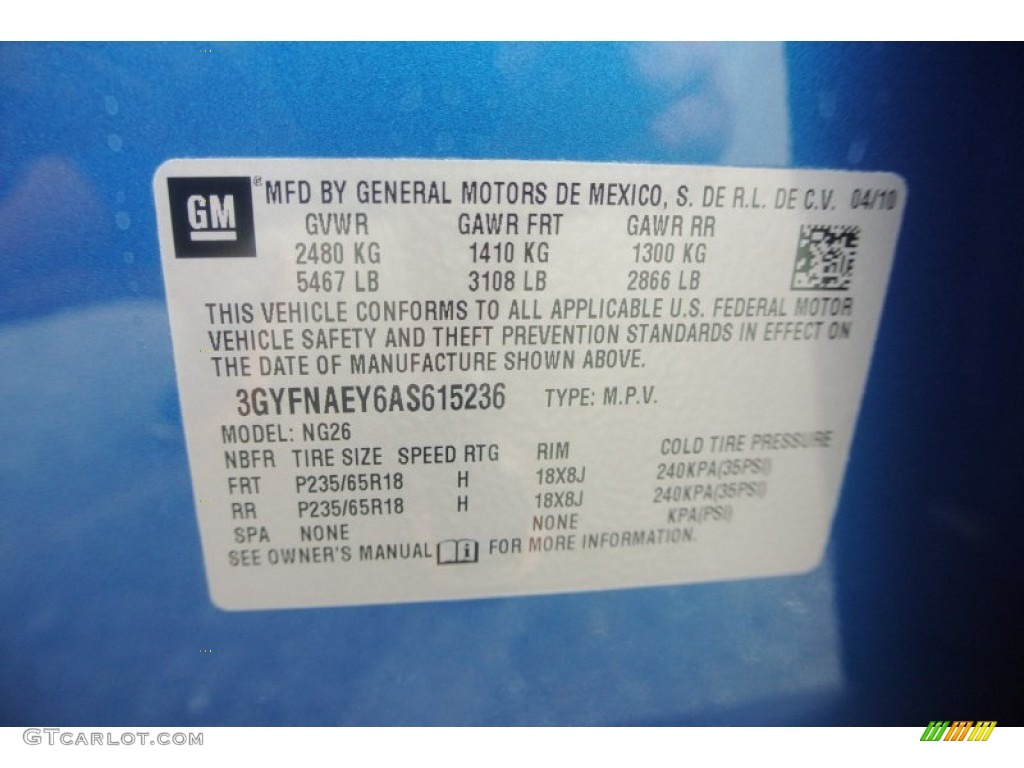 GM ® MFD BY GENERAL MOTORS DE MEXICO, S. DE R.L. DE C.V. 04/10
GVWR GAWR FRT GAWR RR
2480 KG 1410 KG 1300 KG
5467 LB 3108 LB 2866 LB
THIS VEHICLE CONFORMS TO ALL APPLICABLE U.S. FEDERAL MOTOR
VEHICLE SAFETY AND THEFT PREVENTION STANDARDS IN EFFECT ON
THE DATE OF MANUFACTURE SHOWN ABOVE.
3GYFNAEY6AS615236 TYPE: M.P.V.
MODEL: NG26
NBFR TIRE SIZE SPEED RTG RIM COLD TIRE PRESSURE
FRT P235/65R18 H 18X8J 240KPA(35PSI)
RR P235/65R18 H 18X8J 240KPA(35PSI)
SPA NONE NONE KPA(PSI)
SEE OWNER'S MANUAL i FOR MORE INFORMATION.
GTCarLot.com